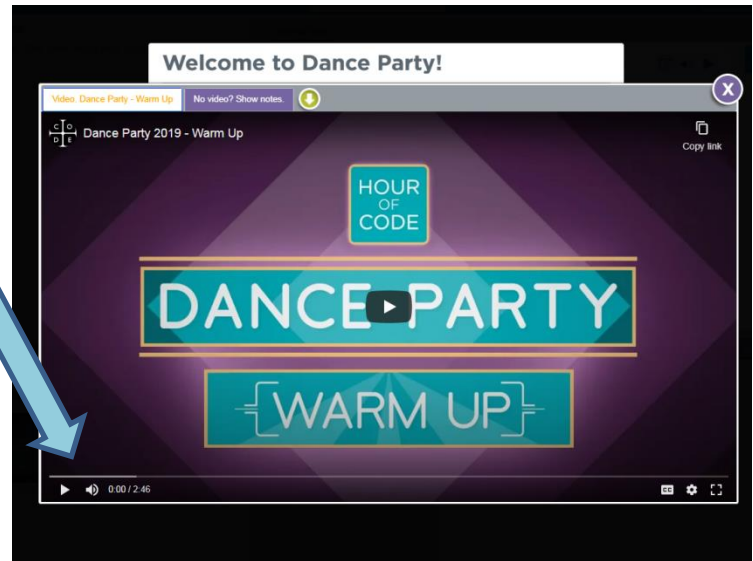 Welcome to Dance Party!
X
Video: Dance Party - Warm Up
No video? Show notes.
C O D E
Dance Party 2019 - Warm Up
Copy link
HOUR
OF
CODE
DANCE PARTY
WARM UP
0:00 / 2:46
CC